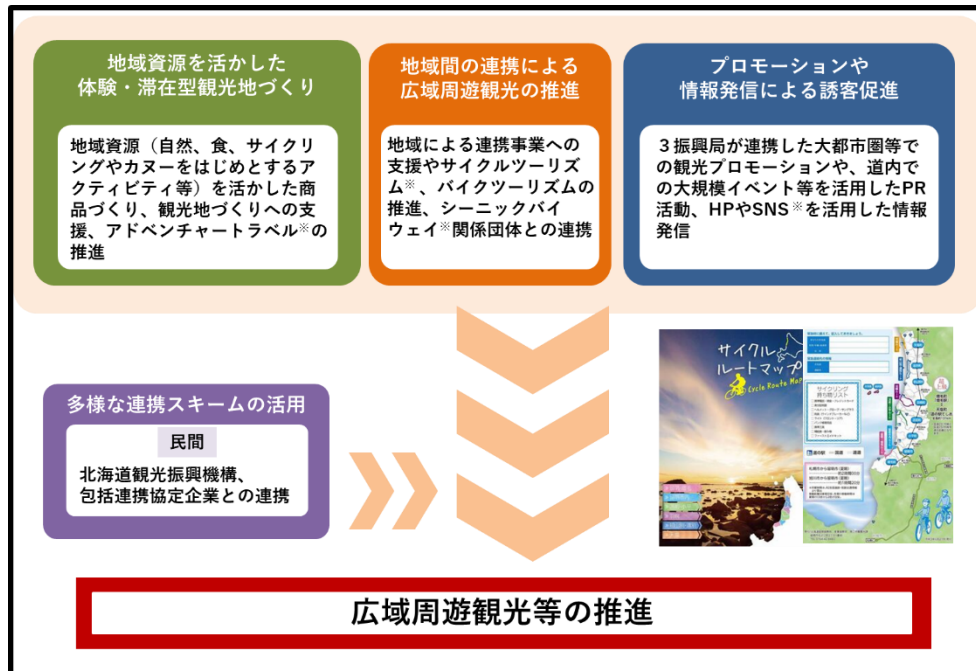 地域資源を活かした
体験・滞在型観光地づくり
地域資源（自然、食、サイクリ
ングやカヌーをはじめとするア
クティビティ等）を活かした商
品づくり、観光地づくりへの支
援、アドベンチャートラベル※の
推進
地域間の連携による
広域周遊観光の推進
地域による連携事業への
支援やサイクルツーリズ
ム※、バイクツーリズムの
推進、シーニックバイ
ウェイ※関係団体との連携
プロモーションや
情報発信による誘客促進
３振興局が連携した大都市圏等で
の観光プロモーションや、道内で
の大規模イベント等を活用したPR
活動、HPやSNS※を活用した情報
発信
サイクル
ルートマップ
Cycle Route Map
サイクリング
持ち物リスト
多様な連携スキームの活用
民間
北海道観光振興機構、
包括連携協定企業との連携
広域周遊観光等の推進